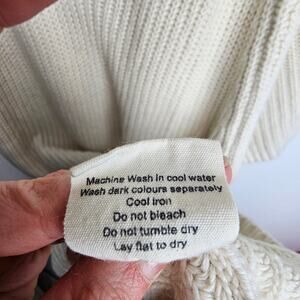 Machine Wash in cool water
Wash dark colours separately
Cool Iron
Do not bleach
Do not tumble dry
Lay flat to dry